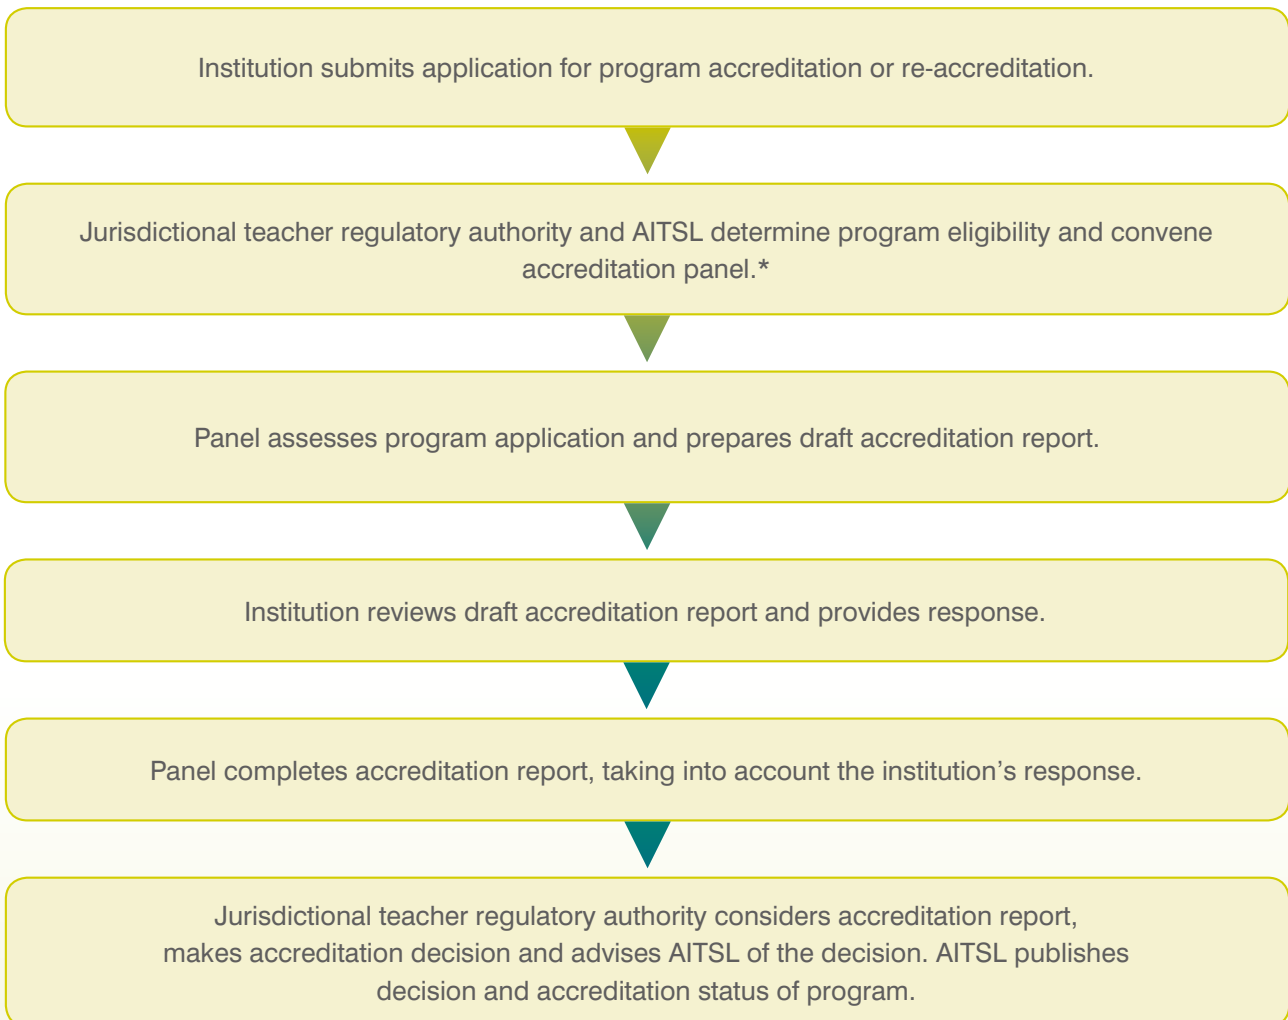 Institution submits application for program accreditation or re-accreditation.
Jurisdictional teacher regulatory authority and AITSL determine program eligibility and convene
accreditation panel.*
Panel assesses program application and prepares draft accreditation report.
Institution reviews draft accreditation report and provides response.
Panel completes accreditation report, taking into account the institution’s response.
Jurisdictional teacher regulatory authority considers accreditation report,
makes accreditation decision and advises AITSL of the decision. AITSL publishes
decision and accreditation status of program.